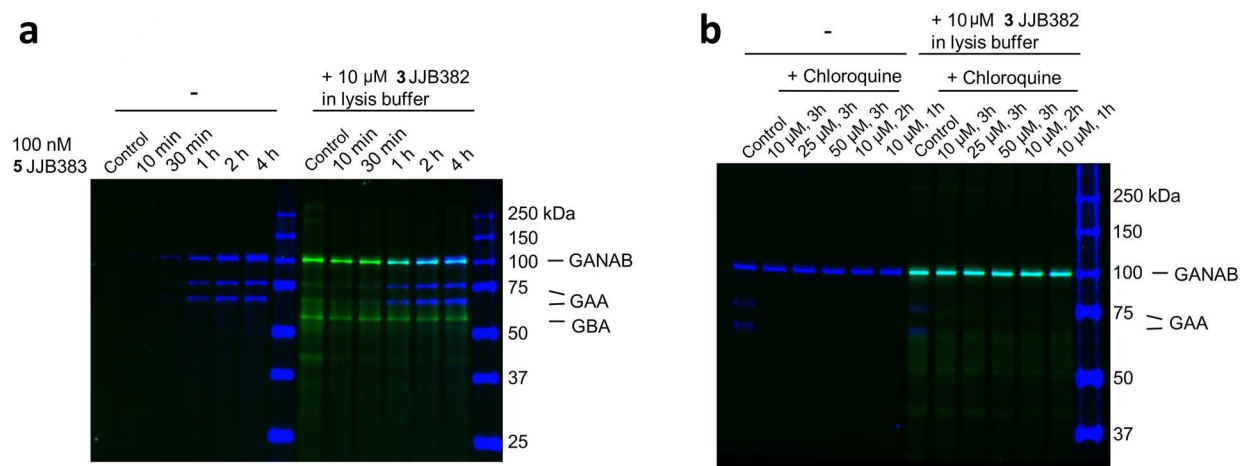 a
-
+ 10 µM 3 JJB382
in lysis buffer
100 nM
5 JJB383
Control
10 min
30 min
1 h
2 h
4 h
Control
10 min
30 min
1 h
2 h
4 h
250 kDa
150
100
GANAB
75
GAA
GBA
50
37
25
b
-
+ 10 µM 3 JJB382
in lysis buffer
+ Chloroquine
+ Chloroquine
Control
10 µM, 3h
25 µM, 3h
50 µM, 3h
10 µM, 2h
10 µM, 1h
Control
10 µM, 3h
25 µM, 3h
50 µM, 3h
10 µM, 2h
10 µM, 1h
250 kDa
150
100
GANAB
75
GAA
50
37